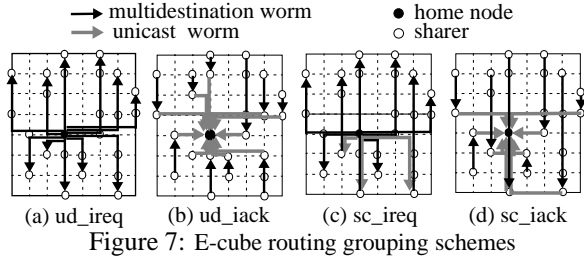 multidestination worm
home node
unicast worm
sharer
(a) ud_ireq
(b) ud_iack
(c) sc_ireq
(d) sc_iack
Figure 7: E-cube routing grouping schemes